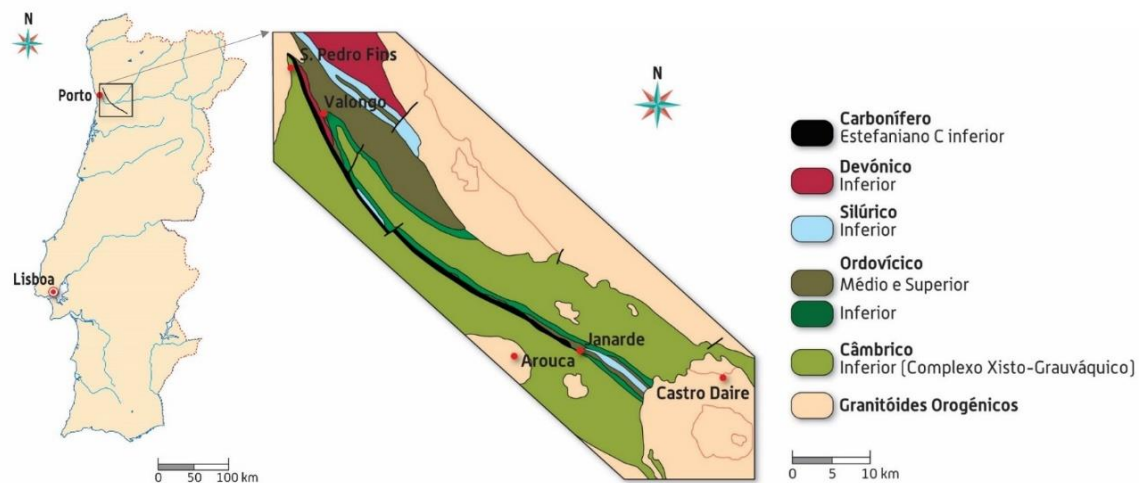 N
Porto
Lisboa
0 50 100 km
S. Pedro Fins
Valongo
Janarde
Arouca
Castro Daire
N
Carbonífero
Estefaniano C inferior
Devónico
Inferior
Silúrico
Inferior
Ordovícico
Médio e Superior
Inferior
Câmbrico
Inferior (Complexo Xisto-Grauváquico)
Granitóides Orogénicos
0 5 10 km